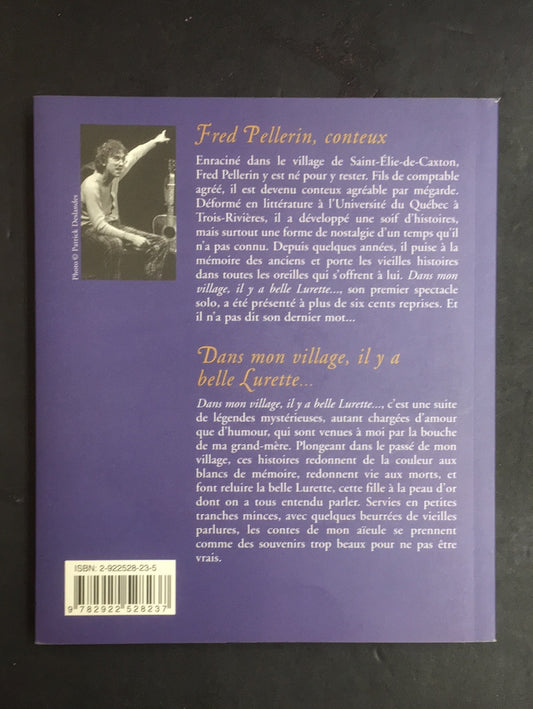 Fred Pellerin, conteux
Enraciné dans le village de Saint-Élie-de-Caxton,
Fred Pellerin y est né pour y rester. Fils de comptable
agréé, il est devenu conteux agréable par mégarde.
Déformé en littérature à l'Université du Québec à
Trois-Rivières, il a développé une soif d'histoires,
mais surtout une forme de nostalgie d'un temps qu'il
n'a pas connu. Depuis quelques années, il puise à la
mémoire des anciens et porte les vieilles histoires
dans toutes les oreilles qui s'offrent à lui. Dans mon
village, il y a belle Lurette..., son premier spectacle
solo, a été présenté à plus de six cents reprises. Et
il n'a pas dit son dernier mot...
Photo © Patrick Deslandes
Dans mon village, il y a
belle Lurette...
Dans mon village, il y a belle Lurette..., c'est une suite
de légendes mystérieuses, autant chargées d'amour
que d'humour, qui sont venues à moi par la bouche
de ma grand-mère. Plongeant dans le passé de mon
village, ces histoires redonnent de la couleur aux
blancs de mémoire, redonnent vie aux morts, et
font reluire la belle Lurette, cette fille à la peau d'or
dont on a tous entendu parler. Servies en petites
tranches minces, avec quelques beurrées de vieilles
parlures, les contes de mon aïeule se prennent
comme des souvenirs trop beaux pour ne pas être
vrais.
ISBN: 2-922528-23-5
9 782922 528237